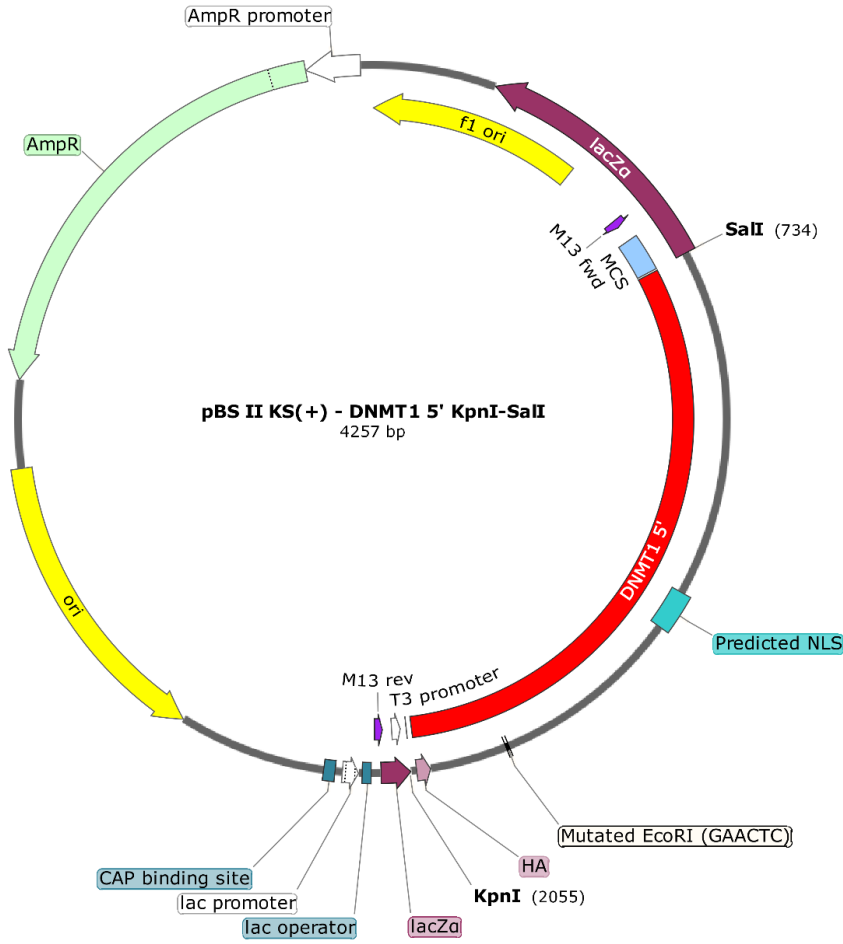 AmpR promoter
f1 ori
lacZα
AmpR
SalI (734)
M13 fwd
MCS
pBS II KS(+) - DNMT1 5' KpnI-SalI
4257 bp
DNMT1 5'
ori
Predicted NLS
M13 rev
T3 promoter
Mutated EcoRI (GAACTC)
HA
CAP binding site
KpnI (2055)
lac promoter
lac operator
lacZα